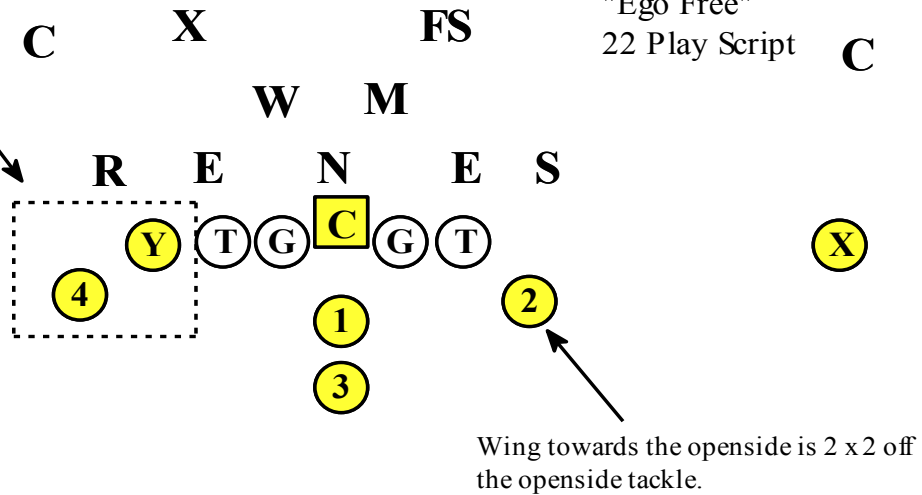 "Ego Free"
22 Play Script
C X FS C
W M
R E N E S
Y T G C G T X
4 1 2
3
Wing towards the openside is 2 x 2 off
the openside tackle.